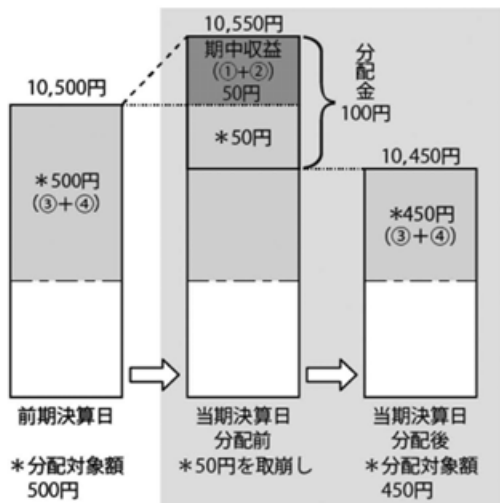 10,500円
＊500円
(③+④)
前期決算日
＊分配対象額
500円
10,550円
期中収益
(①+②)
50円
＊50円
分配金
100円
当期決算日
分配前
＊50円を取崩し
10,450円
＊450円
(③+④)
当期決算日
分配後
＊分配対象額
450円